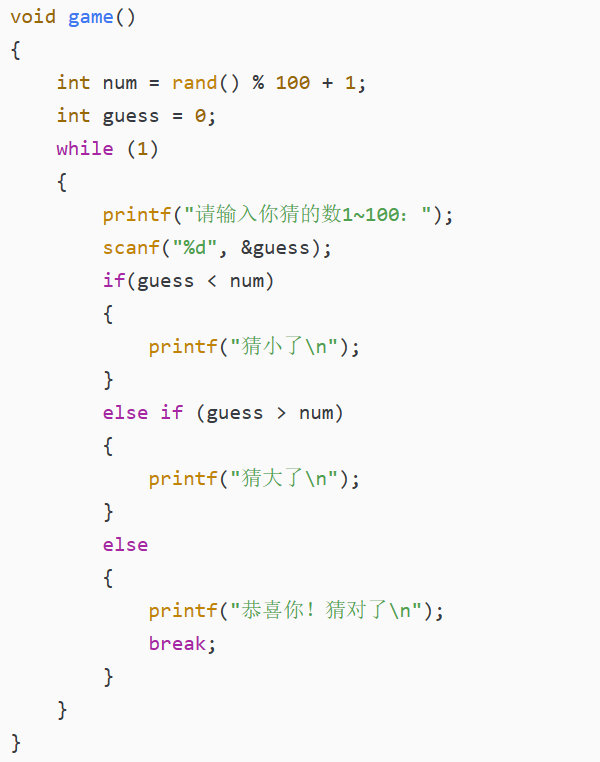 void game()
{
    int num = rand() % 100 + 1;
    int guess = 0;
    while (1)
    {
        printf("请输入你猜的数1~100：");
        scanf("%d", &guess);
        if(guess < num)
        {
            printf("猜小了\n");
        }
        else if (guess > num)
        {
            printf("猜大了\n");
        }
        else
        {
            printf("恭喜你！猜对了\n");
            break;
        }
    }
}